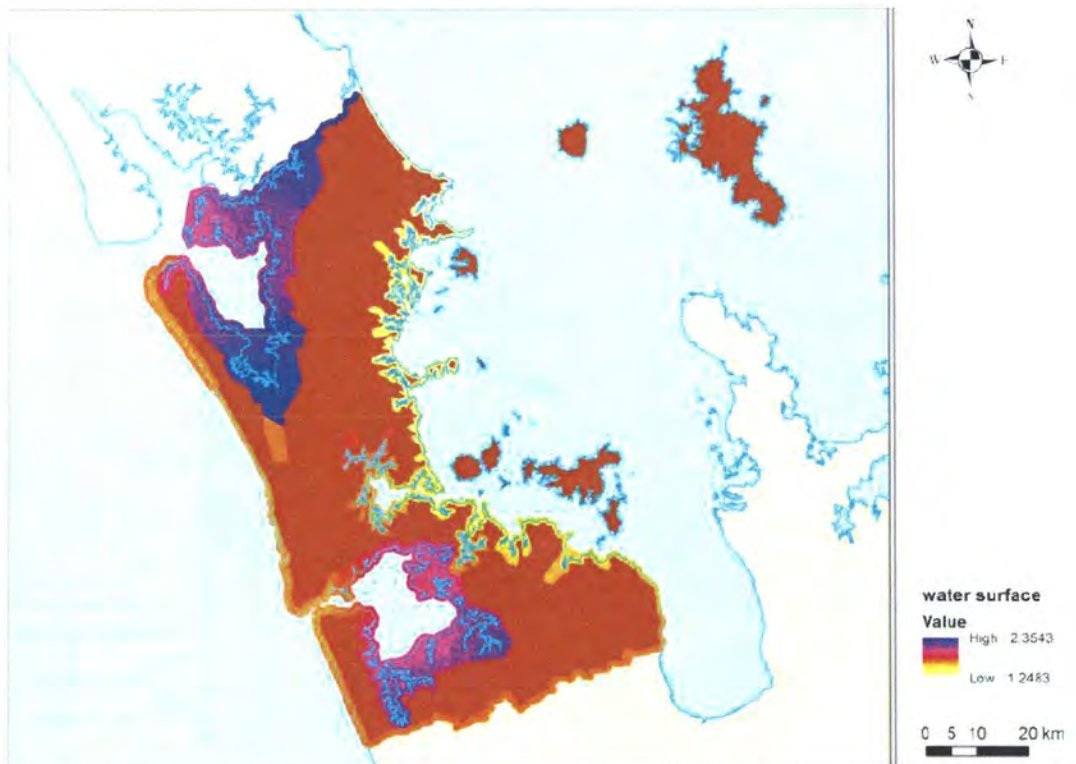 N
W E
S
water surface
Value
High 2.3543
Low 1.2483
0 5 10 20 km